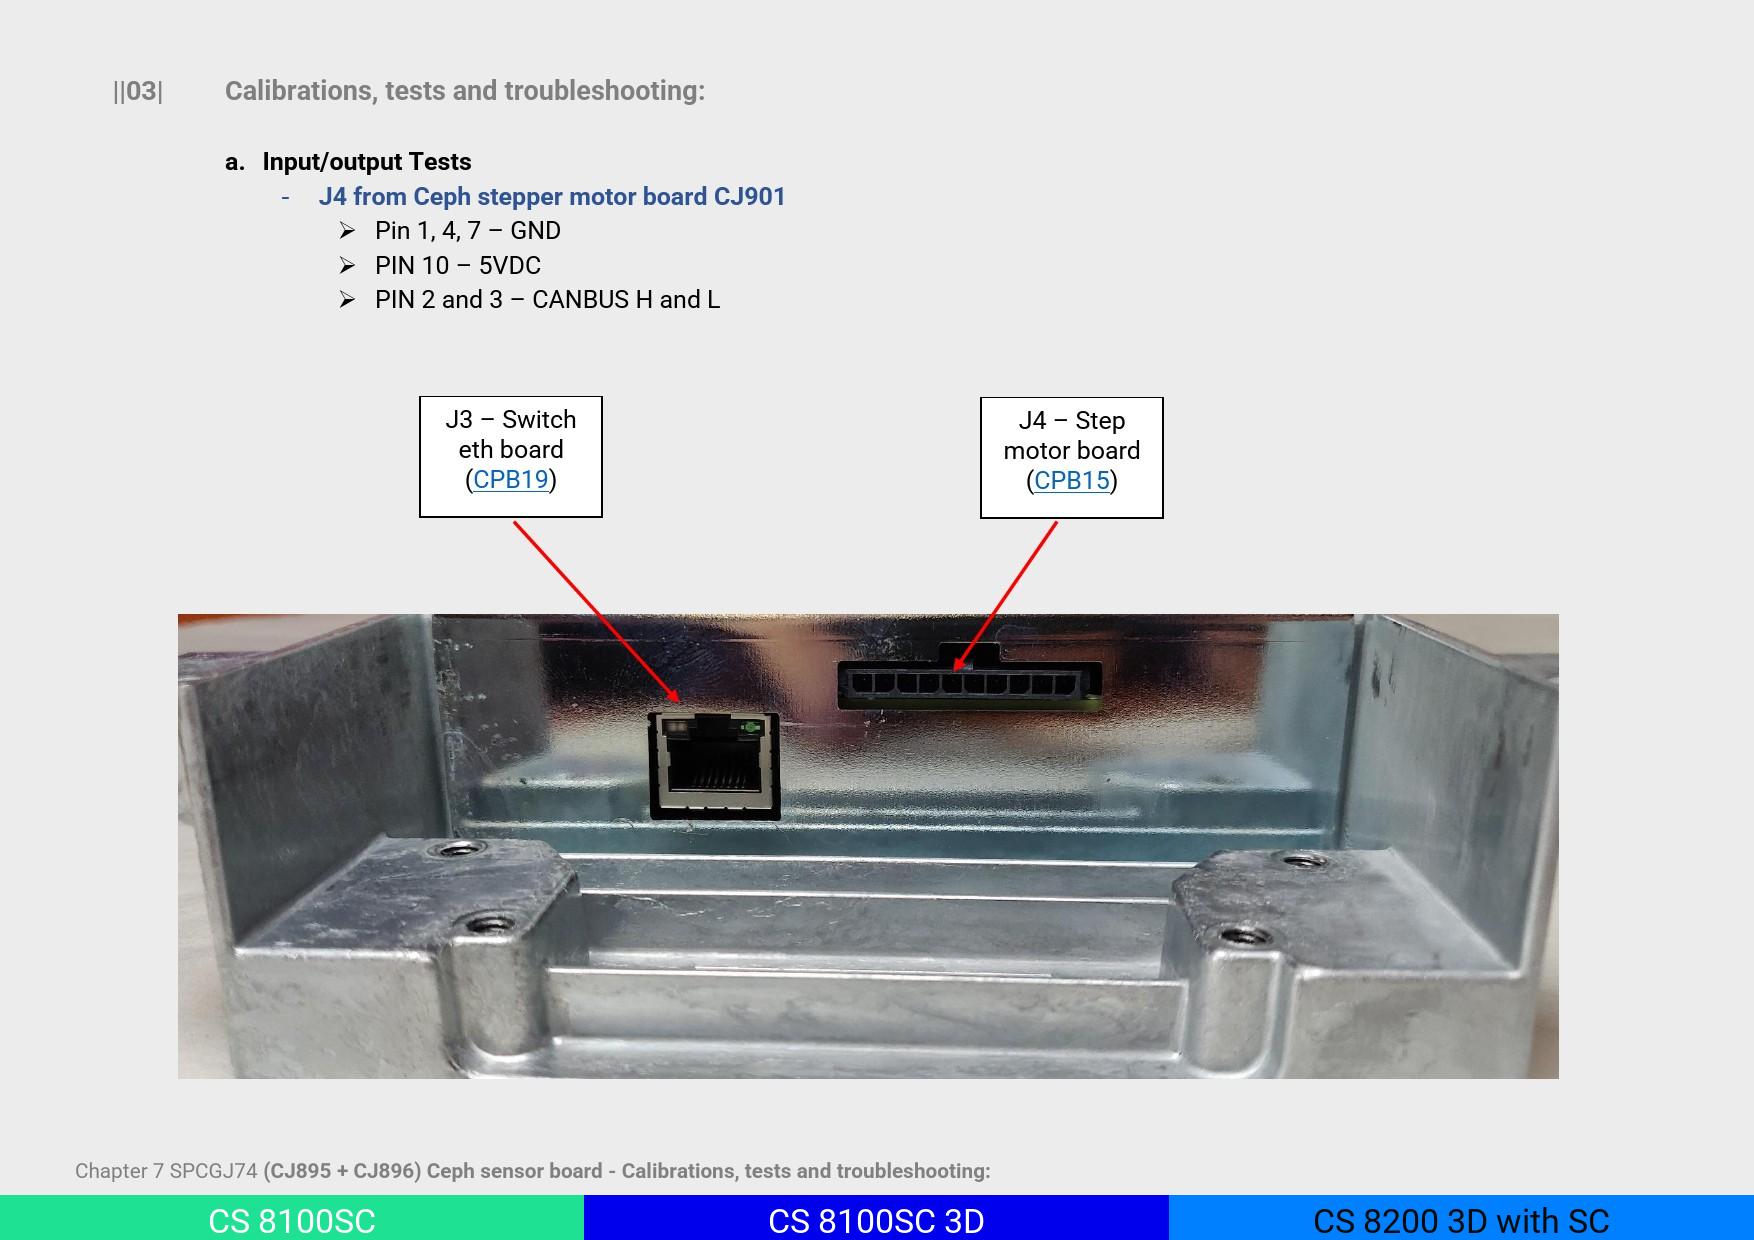 ||03| Calibrations, tests and troubleshooting:
a. Input/output Tests
- J4 from Ceph stepper motor board CJ901
➢ Pin 1, 4, 7 – GND
➢ PIN 10 – 5VDC
➢ PIN 2 and 3 – CANBUS H and L
J3 – Switch
eth board
(CPB19)
J4 – Step
motor board
(CPB15)
Chapter 7 SPCGJ74 (CJ895 + CJ896) Ceph sensor board - Calibrations, tests and troubleshooting:
CS 8100SC
CS 8100SC 3D
CS 8200 3D with SC